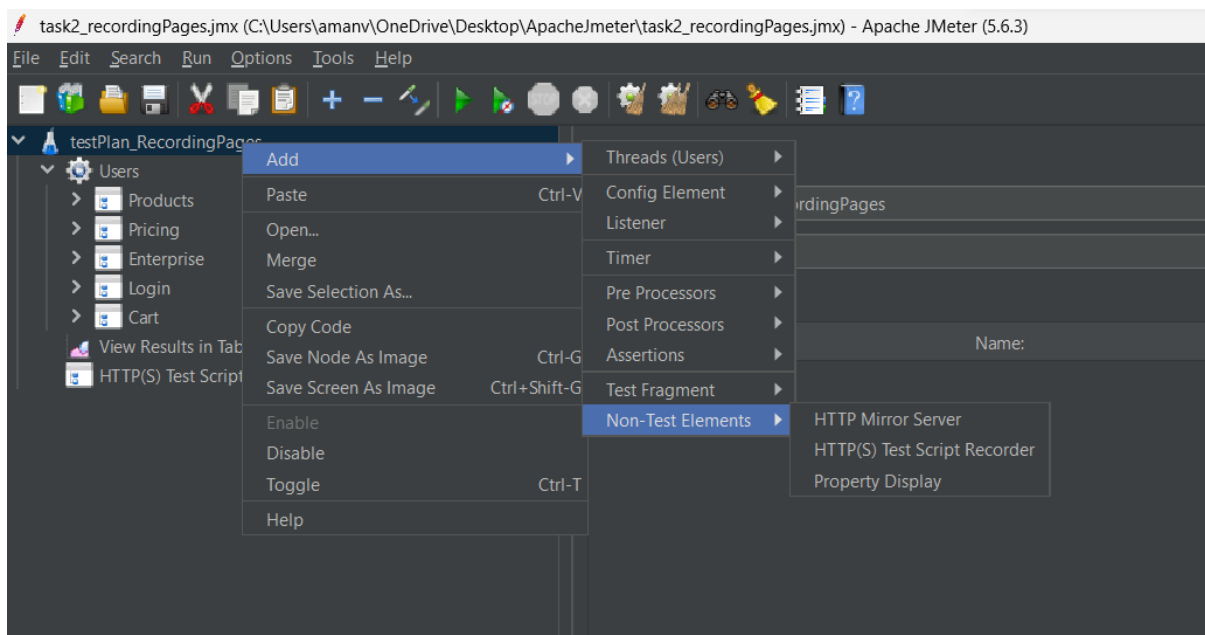 task2_recordingPages.jmx (C:\Users\amanv\OneDrive\Desktop\ApacheJmeter\task2_recordingPages.jmx) - Apache JMeter (5.6.3)
File Edit Search Run Options Tools Help
STOP
testPlan_RecordingPages
Users
Products
Pricing
Enterprise
Login
Cart
View Results in Tab
HTTP(S) Test Script
Add
Paste Ctrl-V
Open...
Merge
Save Selection As...
Copy Code
Save Node As Image Ctrl-G
Save Screen As Image Ctrl+Shift-G
Enable
Disable
Toggle Ctrl-T
Help
Threads (Users)
Config Element
Listener
Timer
Pre Processors
Post Processors
Assertions
Test Fragment
Non-Test Elements
HTTP Mirror Server
HTTP(S) Test Script Recorder
Property Display
rdingPages
Name: